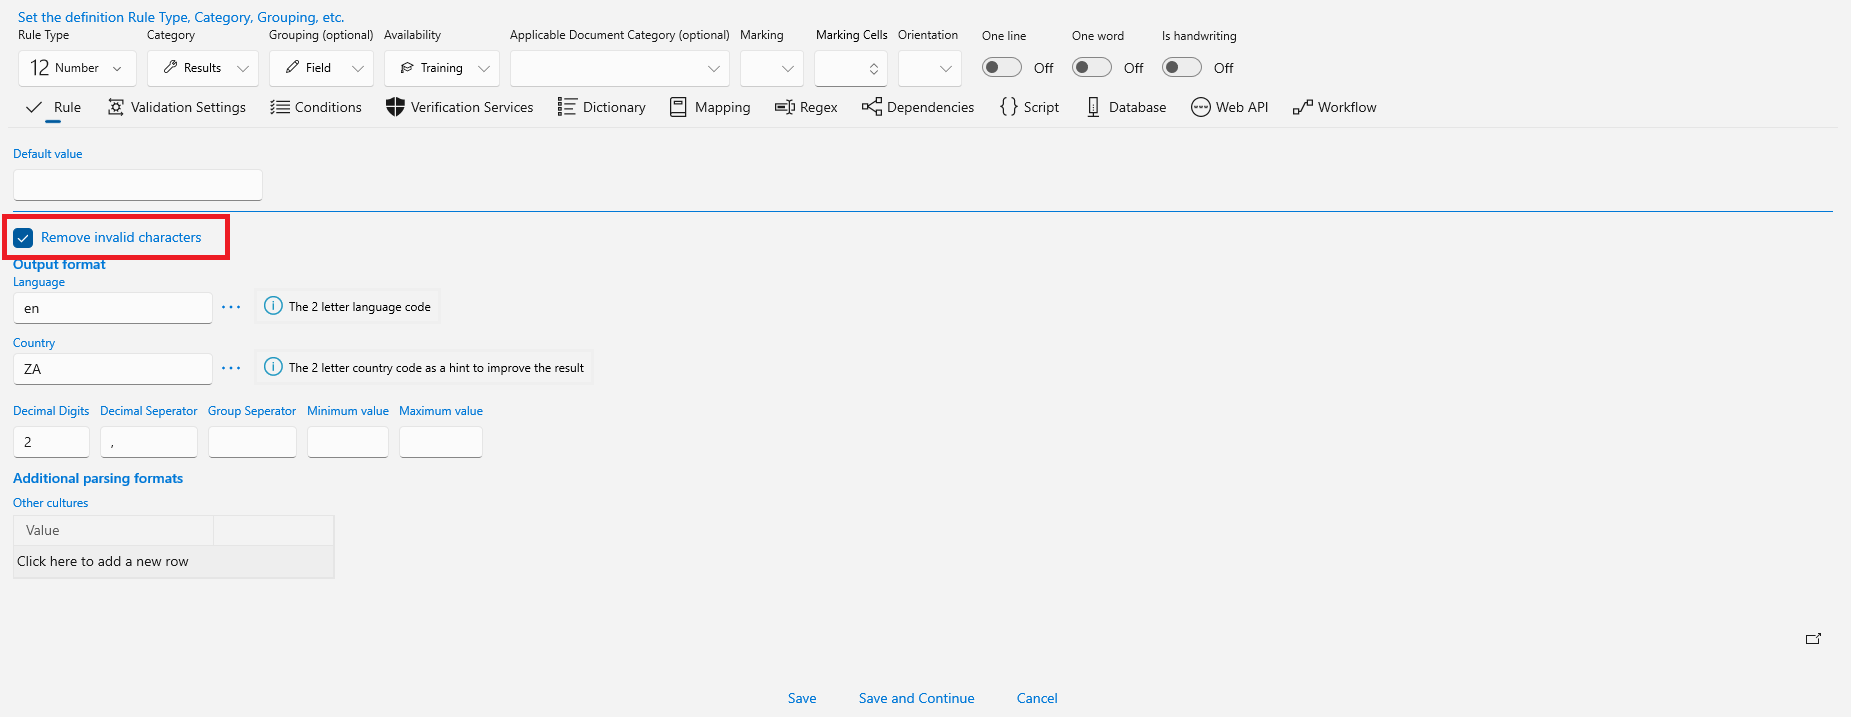 Set the definition Rule Type, Category, Grouping, etc.
Rule Type Category Grouping (optional) Availability Applicable Document Category (optional) Marking Marking Cells Orientation One line One word Is handwriting
12 Number Results Field Training Off Off Off
Rule Validation Settings Conditions Verification Services Dictionary Mapping Regex Dependencies {} Script Database Web API Workflow
Default value
Remove invalid characters
Output format
Language
en ··· The 2 letter language code
Country
ZA ··· The 2 letter country code as a hint to improve the result
Decimal Digits Decimal Seperator Group Seperator Minimum value Maximum value
2 ,
Additional parsing formats
Other cultures
Value
Click here to add a new row
Save Save and Continue Cancel